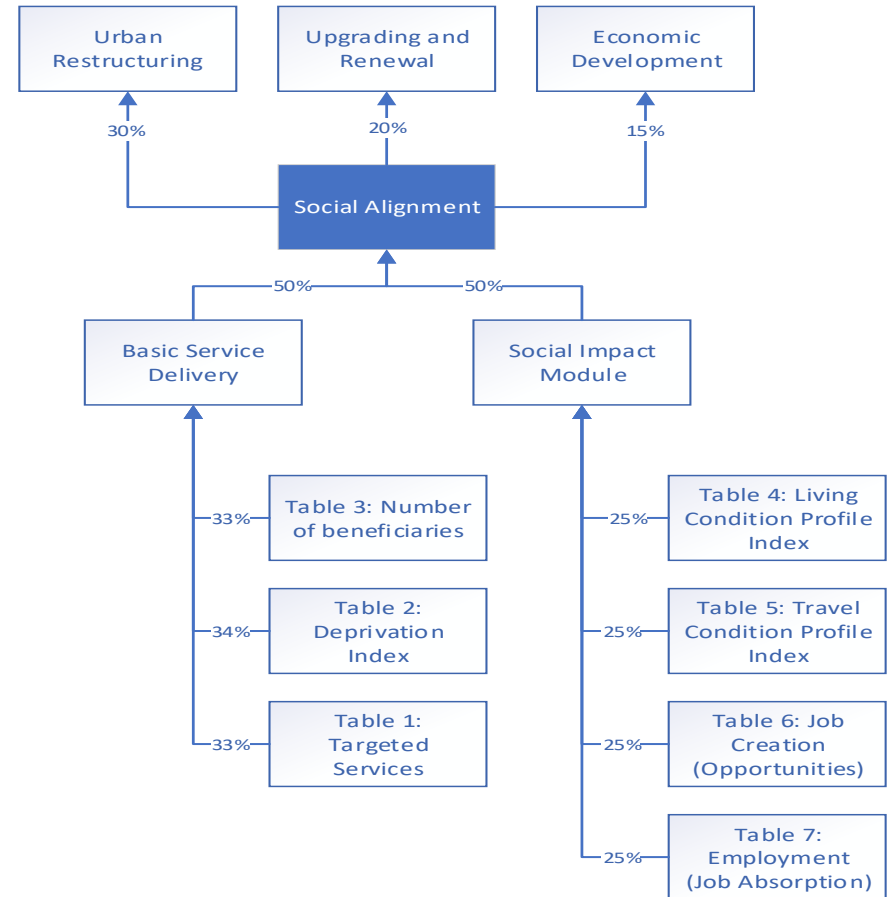 Urban
Restructuring
Upgrading and
Renewal
Economic
Development
30%
20%
15%
Social Alignment
50%
50%
Basic Service
Delivery
Social Impact
Module
33%
Table 3: Number
of beneficiaries
25%
Table 4: Living
Condition Profile
Index
34%
Table 2:
Deprivation
Index
25%
Table 5: Travel
Condition Profile
Index
33%
Table 1:
Targeted
Services
25%
Table 6: Job
Creation
(Opportunities)
25%
Table 7:
Employment
(Job Absorption)